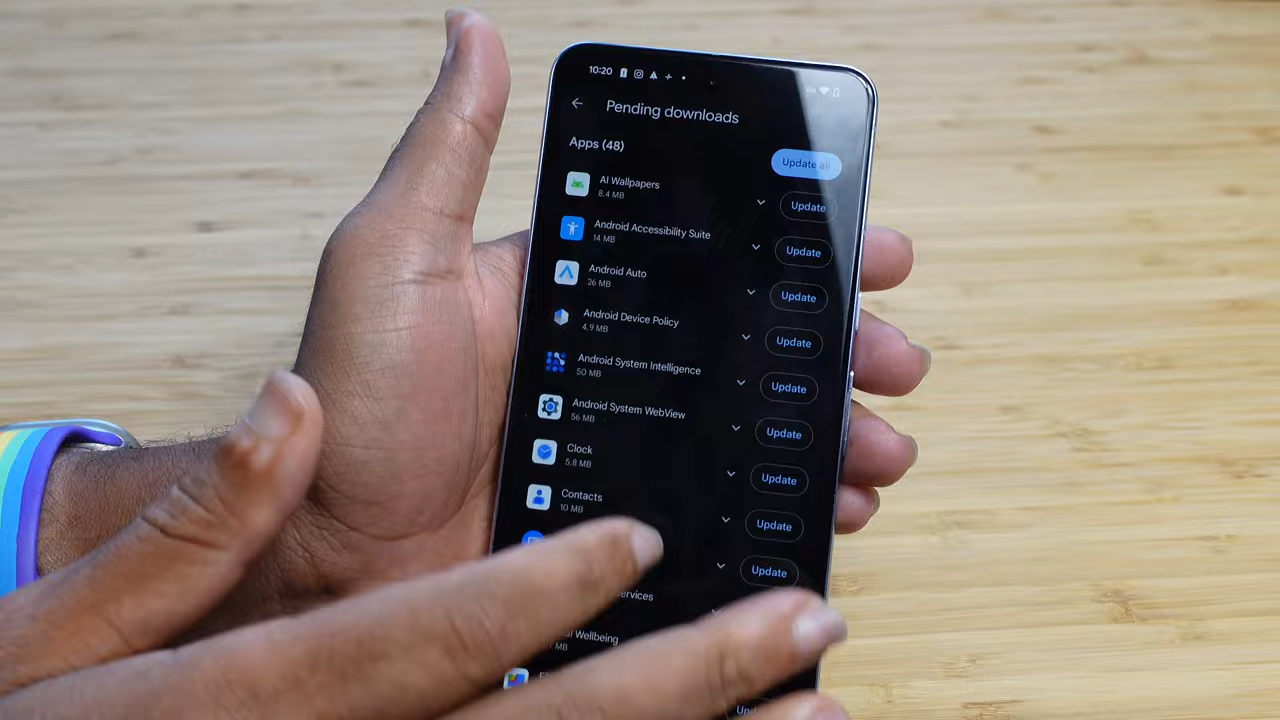 10:20
Pending downloads
Apps (48)
Update all
AI Wallpapers
8.4 MB
Update
Android Accessibility Suite
14 MB
Update
Android Auto
26 MB
Update
Android Device Policy
4.9 MB
Update
Android System Intelligence
50 MB
Update
Android System WebView
56 MB
Update
Clock
5.8 MB
Update
Contacts
10 MB
Update
Update
ervices
Wellbeing
MB